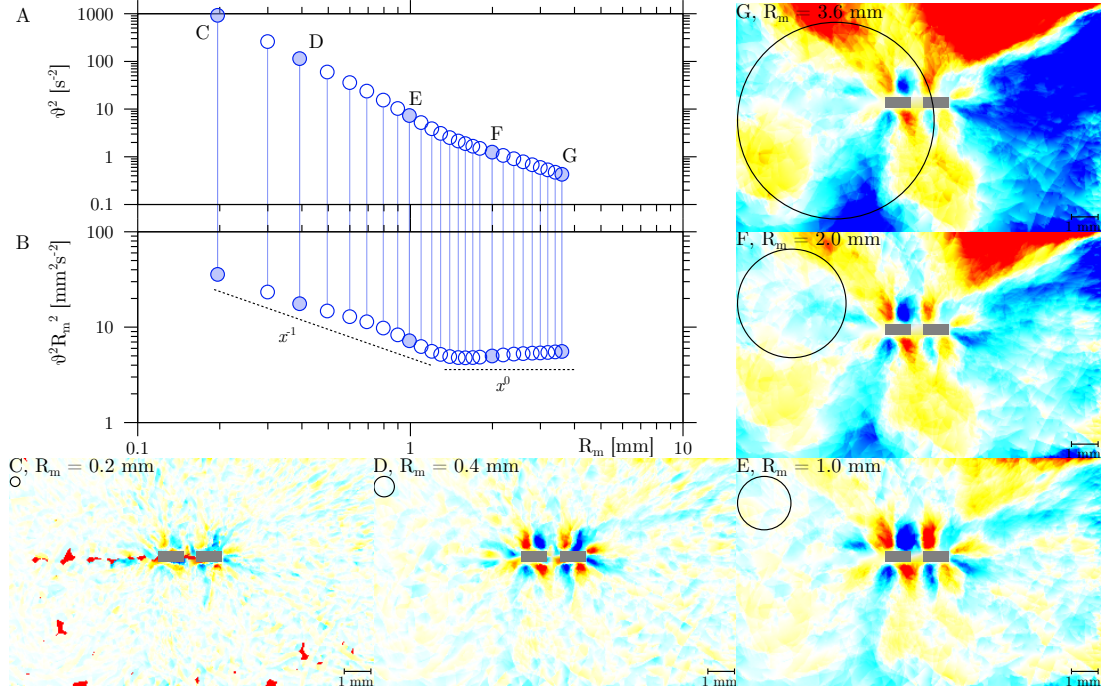 A
1000
100
10
1
0.1
ϑ² [s⁻²]
C
D
E
F
G
B
100
10
1
ϑ²Rₘ² [mm²s⁻²]
x⁻¹
x⁰
0.1
1
Rₘ [mm]
10
G, Rₘ = 3.6 mm
1 mm
F, Rₘ = 2.0 mm
1 mm
C, Rₘ = 0.2 mm
1 mm
D, Rₘ = 0.4 mm
1 mm
E, Rₘ = 1.0 mm
1 mm